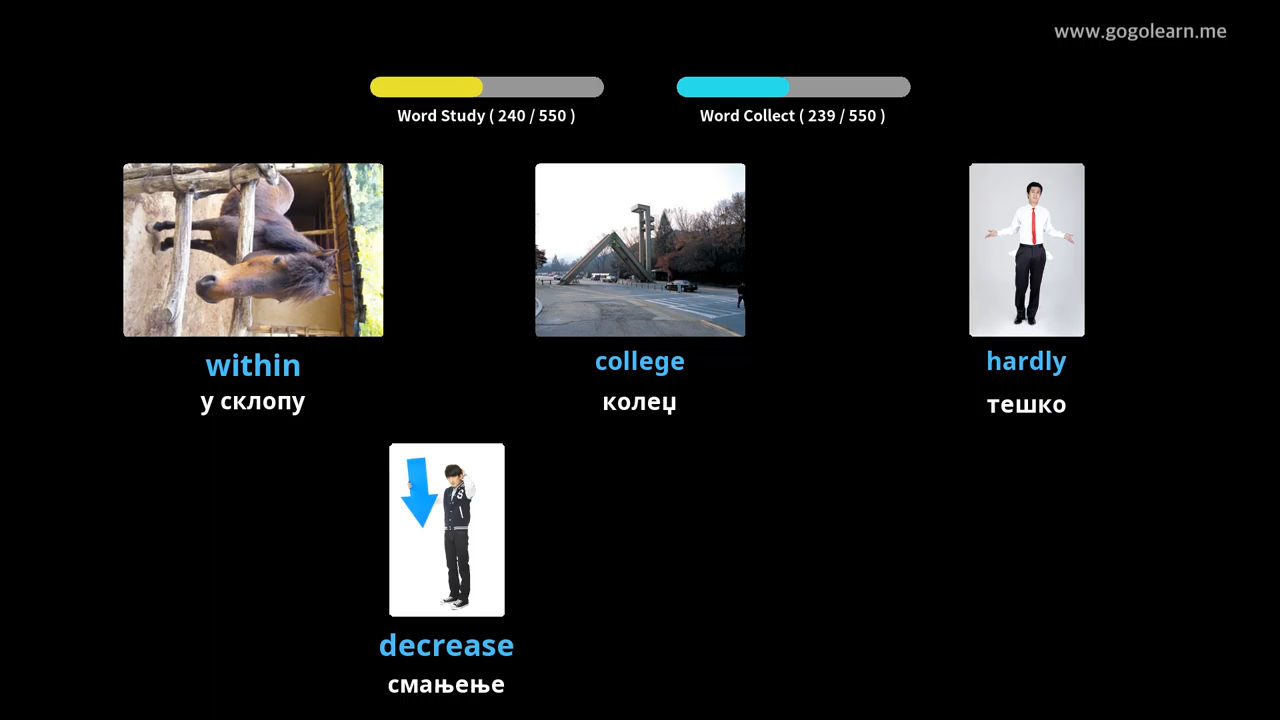 www.gogolearn.me
Word Study ( 240 / 550 )
Word Collect ( 239 / 550 )
within
у склопу
college
колеџ
hardly
тешко
decrease
смањење